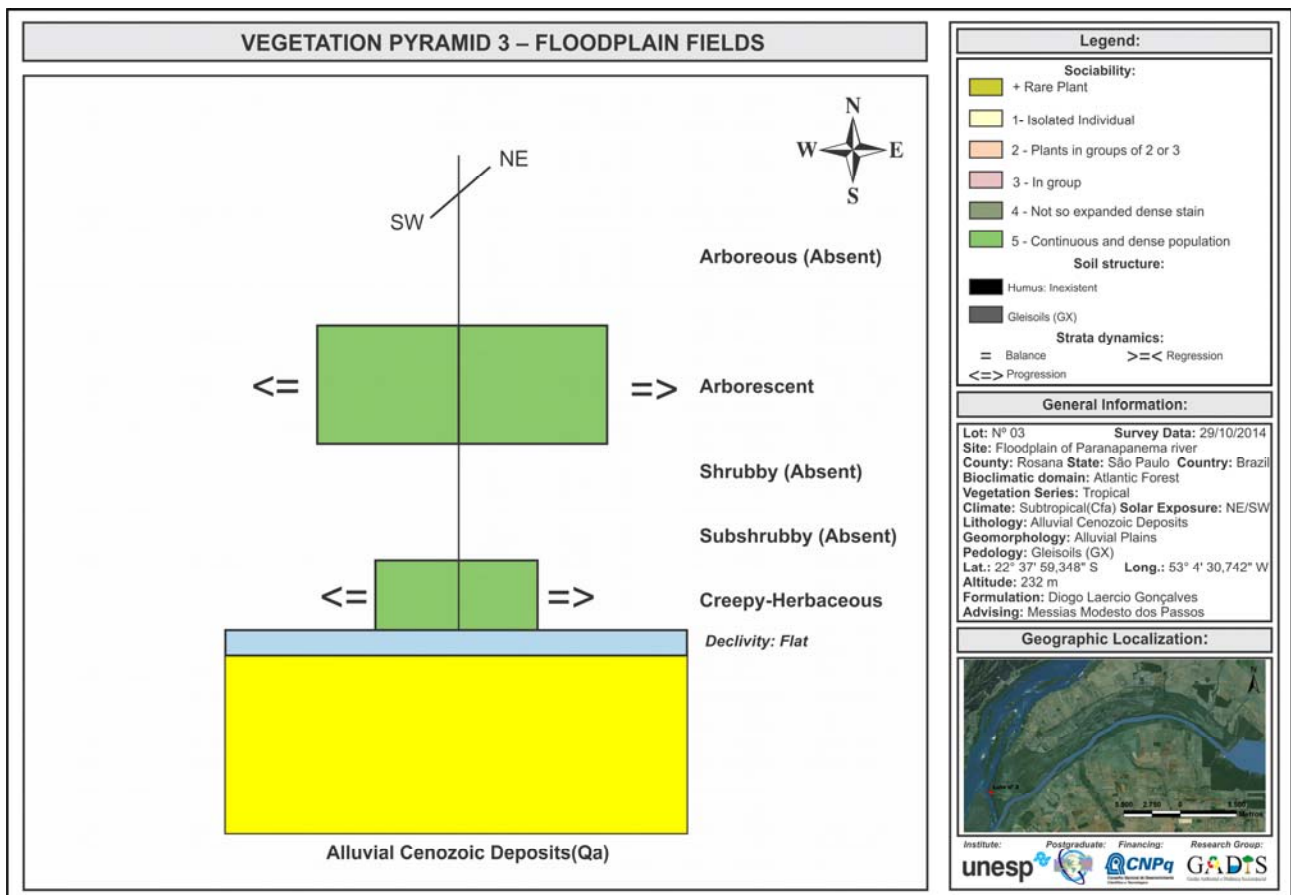 VEGETATION PYRAMID 3 – FLOODPLAIN FIELDS
N
W
E
S
NE
SW
Arboreous (Absent)
<=
=>
Arborescent
Shrubby (Absent)
Subshrubby (Absent)
<=
=>
Creepy-Herbaceous
Declivity: Flat
Alluvial Cenozoic Deposits(Qa)
Legend:
Sociability:
+ Rare Plant
1- Isolated Individual
2 - Plants in groups of 2 or 3
3 - In group
4 - Not so expanded dense stain
5 - Continuous and dense population
Soil structure:
Humus: Inexistent
Gleisoils (GX)
Strata dynamics:
= Balance >=< Regression
<=> Progression
General Information:
Lot: Nº 03 Survey Data: 29/10/2014
Site: Floodplain of Paranapanema river
County: Rosana State: São Paulo Country: Brazil
Bioclimatic domain: Atlantic Forest
Vegetation Series: Tropical
Climate: Subtropical(Cfa) Solar Exposure: NE/SW
Lithology: Alluvial Cenozoic Deposits
Geomorphology: Alluvial Plains
Pedology: Gleisoils (GX)
Lat.: 22° 37' 59,348" S Long.: 53° 4' 30,742" W
Altitude: 232 m
Formulation: Diogo Laercio Gonçalves
Advising: Messias Modesto dos Passos
Geographic Localization:
N
Institute: Postgraduate: Financing: Research Group:
unesp CNPq GADIS